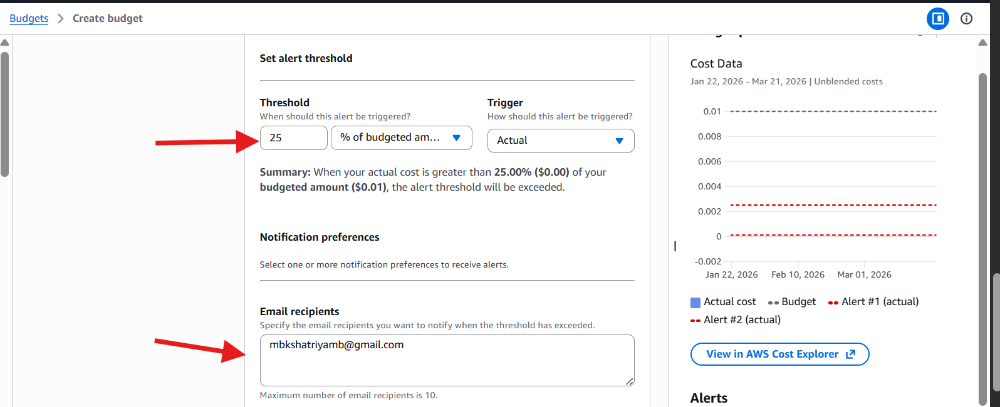 Budgets > Create budget
Set alert threshold
Threshold
When should this alert be triggered?
25
% of budgeted am...
Trigger
How should this alert be triggered?
Actual
Summary: When your actual cost is greater than 25.00% ($0.00) of your
budgeted amount ($0.01), the alert threshold will be exceeded.
Notification preferences
Select one or more notification preferences to receive alerts.
Email recipients
Specify the email recipients you want to notify when the threshold has exceeded.
mbkshatriyamb@gmail.com
Maximum number of email recipients is 10.
Cost Data
Jan 22, 2026 - Mar 21, 2026 | Unblended costs
0.01
0.008
0.006
0.004
0.002
0
-0.002
Jan 22, 2026 Feb 10, 2026 Mar 01, 2026
Actual cost Budget Alert #1 (actual)
Alert #2 (actual)
View in AWS Cost Explorer
Alerts